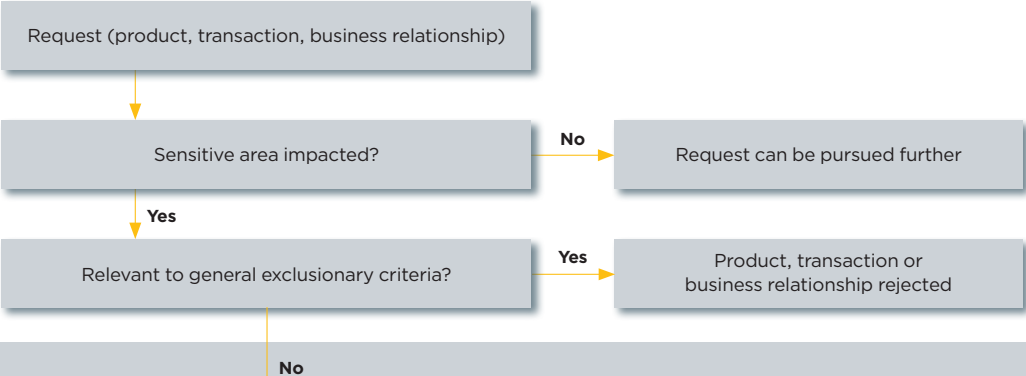 Request (product, transaction, business relationship)
Sensitive area impacted?
No
Request can be pursued further
Yes
Relevant to general exclusionary criteria?
Yes
Product, transaction or
business relationship rejected
No